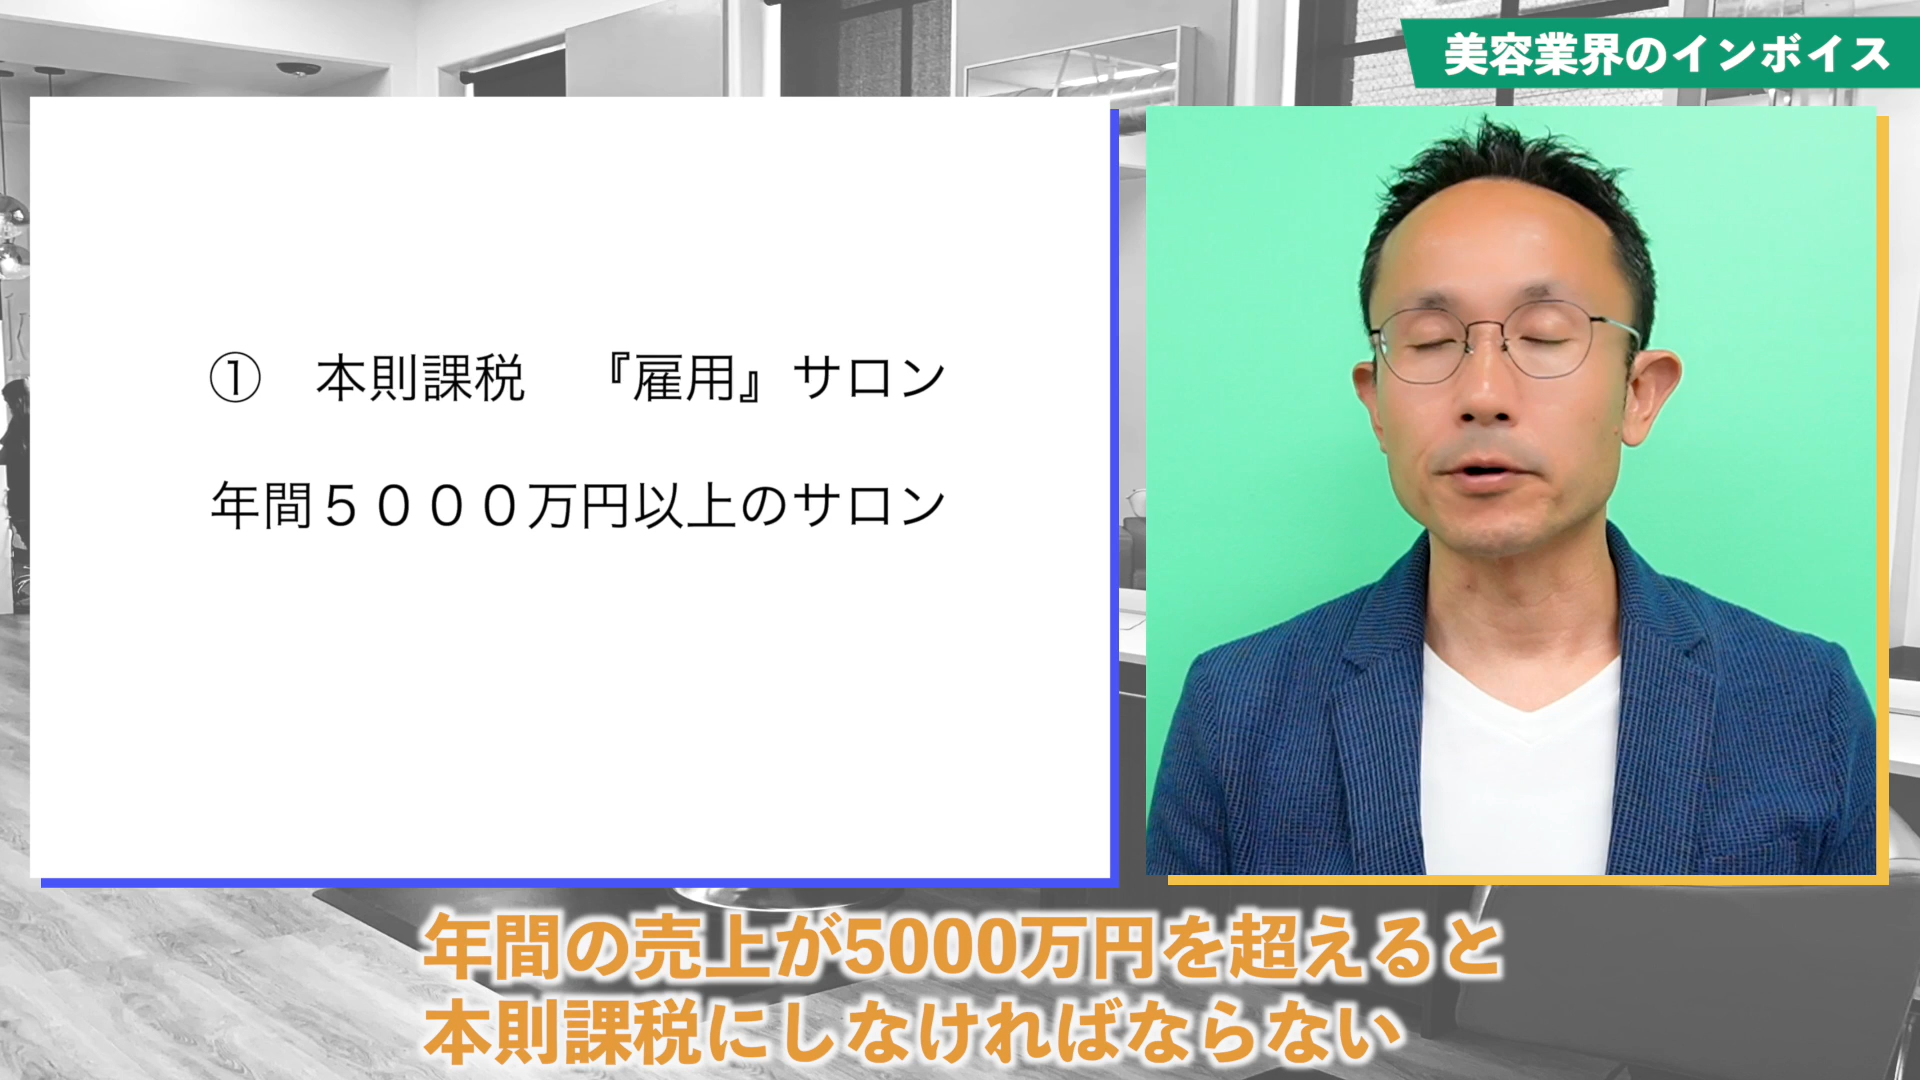 美容業界のインボイス
①　本則課税　『雇用』サロン
年間５０００万円以上のサロン
年間の売上が5000万円を超えると
本則課税にしなければならない